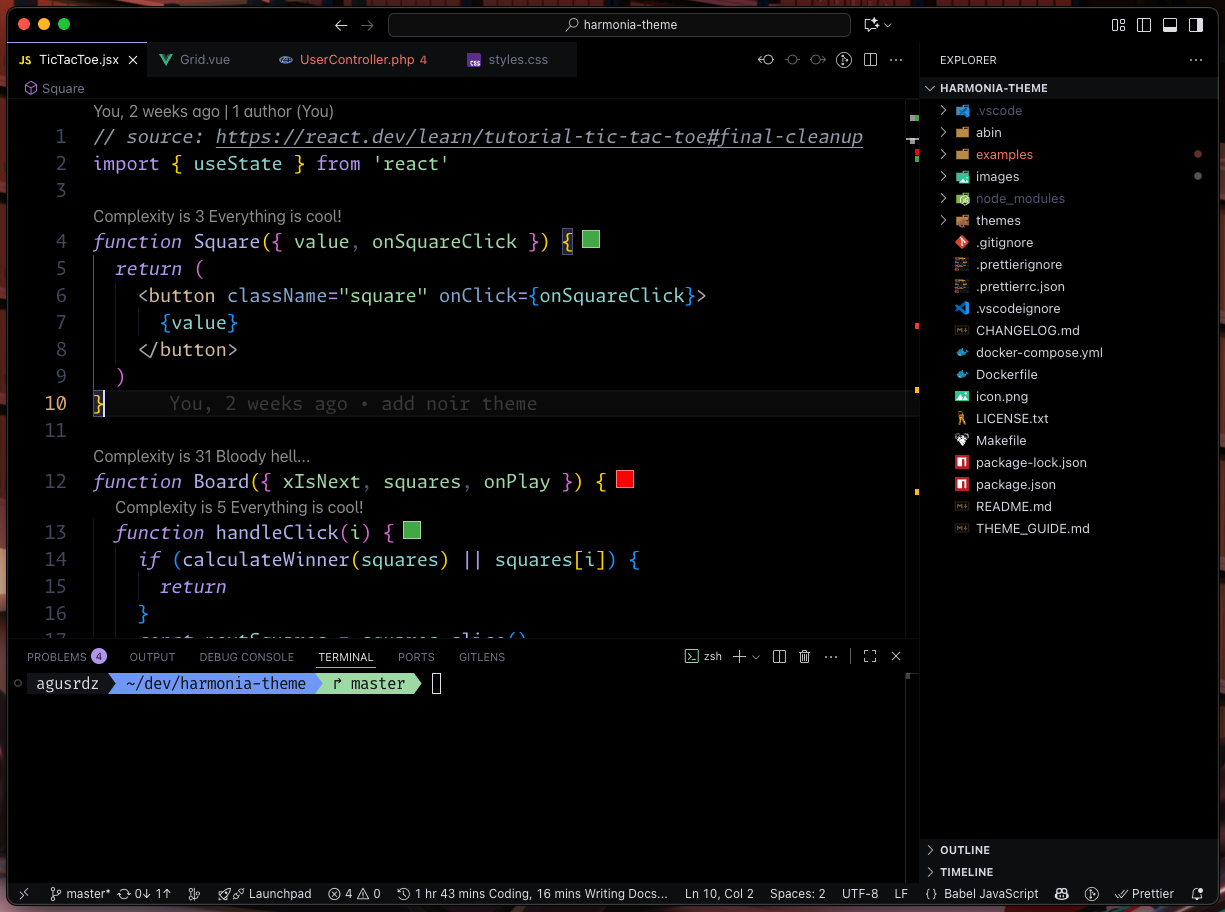 harmonia-theme
JS TicTacToe.jsx
Grid.vue
UserController.php 4
css styles.css
Square
You, 2 weeks ago | 1 author (You)
1 // source: https://react.dev/learn/tutorial-tic-tac-toe#final-cleanup
2 import { useState } from 'react'
3
Complexity is 3 Everything is cool!
4 function Square({ value, onSquareClick }) {
5 return (
6 <button className="square" onClick={onSquareClick}>
7 {value}
8 </button>
9 )
10 } You, 2 weeks ago • add noir theme
11
Complexity is 31 Bloody hell...
12 function Board({ xIsNext, squares, onPlay }) {
Complexity is 5 Everything is cool!
13 function handleClick(i) {
14 if (calculateWinner(squares) || squares[i]) {
15 return
16 }
17 const nextSquares = squares.slice()
PROBLEMS 4 OUTPUT DEBUG CONSOLE TERMINAL PORTS GITLENS
zsh
agusrdz ~/dev/harmonia-theme master
EXPLORER
HARMONIA-THEME
.vscode
abin
examples
images
node_modules
themes
.gitignore
.prettierignore
.prettierrc.json
.vscodeignore
CHANGELOG.md
docker-compose.yml
Dockerfile
icon.png
LICENSE.txt
Makefile
package-lock.json
package.json
README.md
THEME_GUIDE.md
OUTLINE
TIMELINE
master* 0↓ 1↑ Launchpad 4 0 1 hr 43 mins Coding, 16 mins Writing Docs... Ln 10, Col 2 Spaces: 2 UTF-8 LF {} Babel JavaScript Prettier